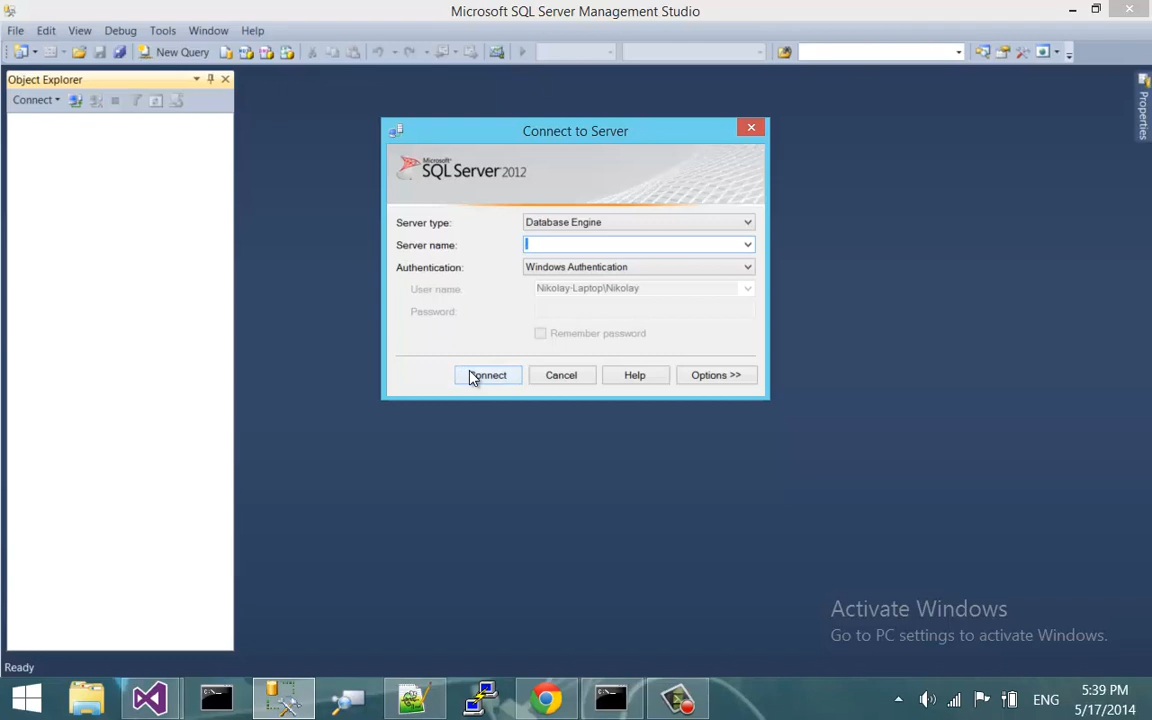 Microsoft SQL Server Management Studio
File Edit View Debug Tools Window Help
New Query
Object Explorer
Connect
Properties
Connect to Server
Microsoft
SQL Server 2012
Server type: Database Engine
Server name:
Authentication: Windows Authentication
User name: Nikolay-Laptop\Nikolay
Password:
Remember password
Connect Cancel Help Options >>
Activate Windows
Go to PC settings to activate Windows.
Ready
ENG
5:39 PM
5/17/2014